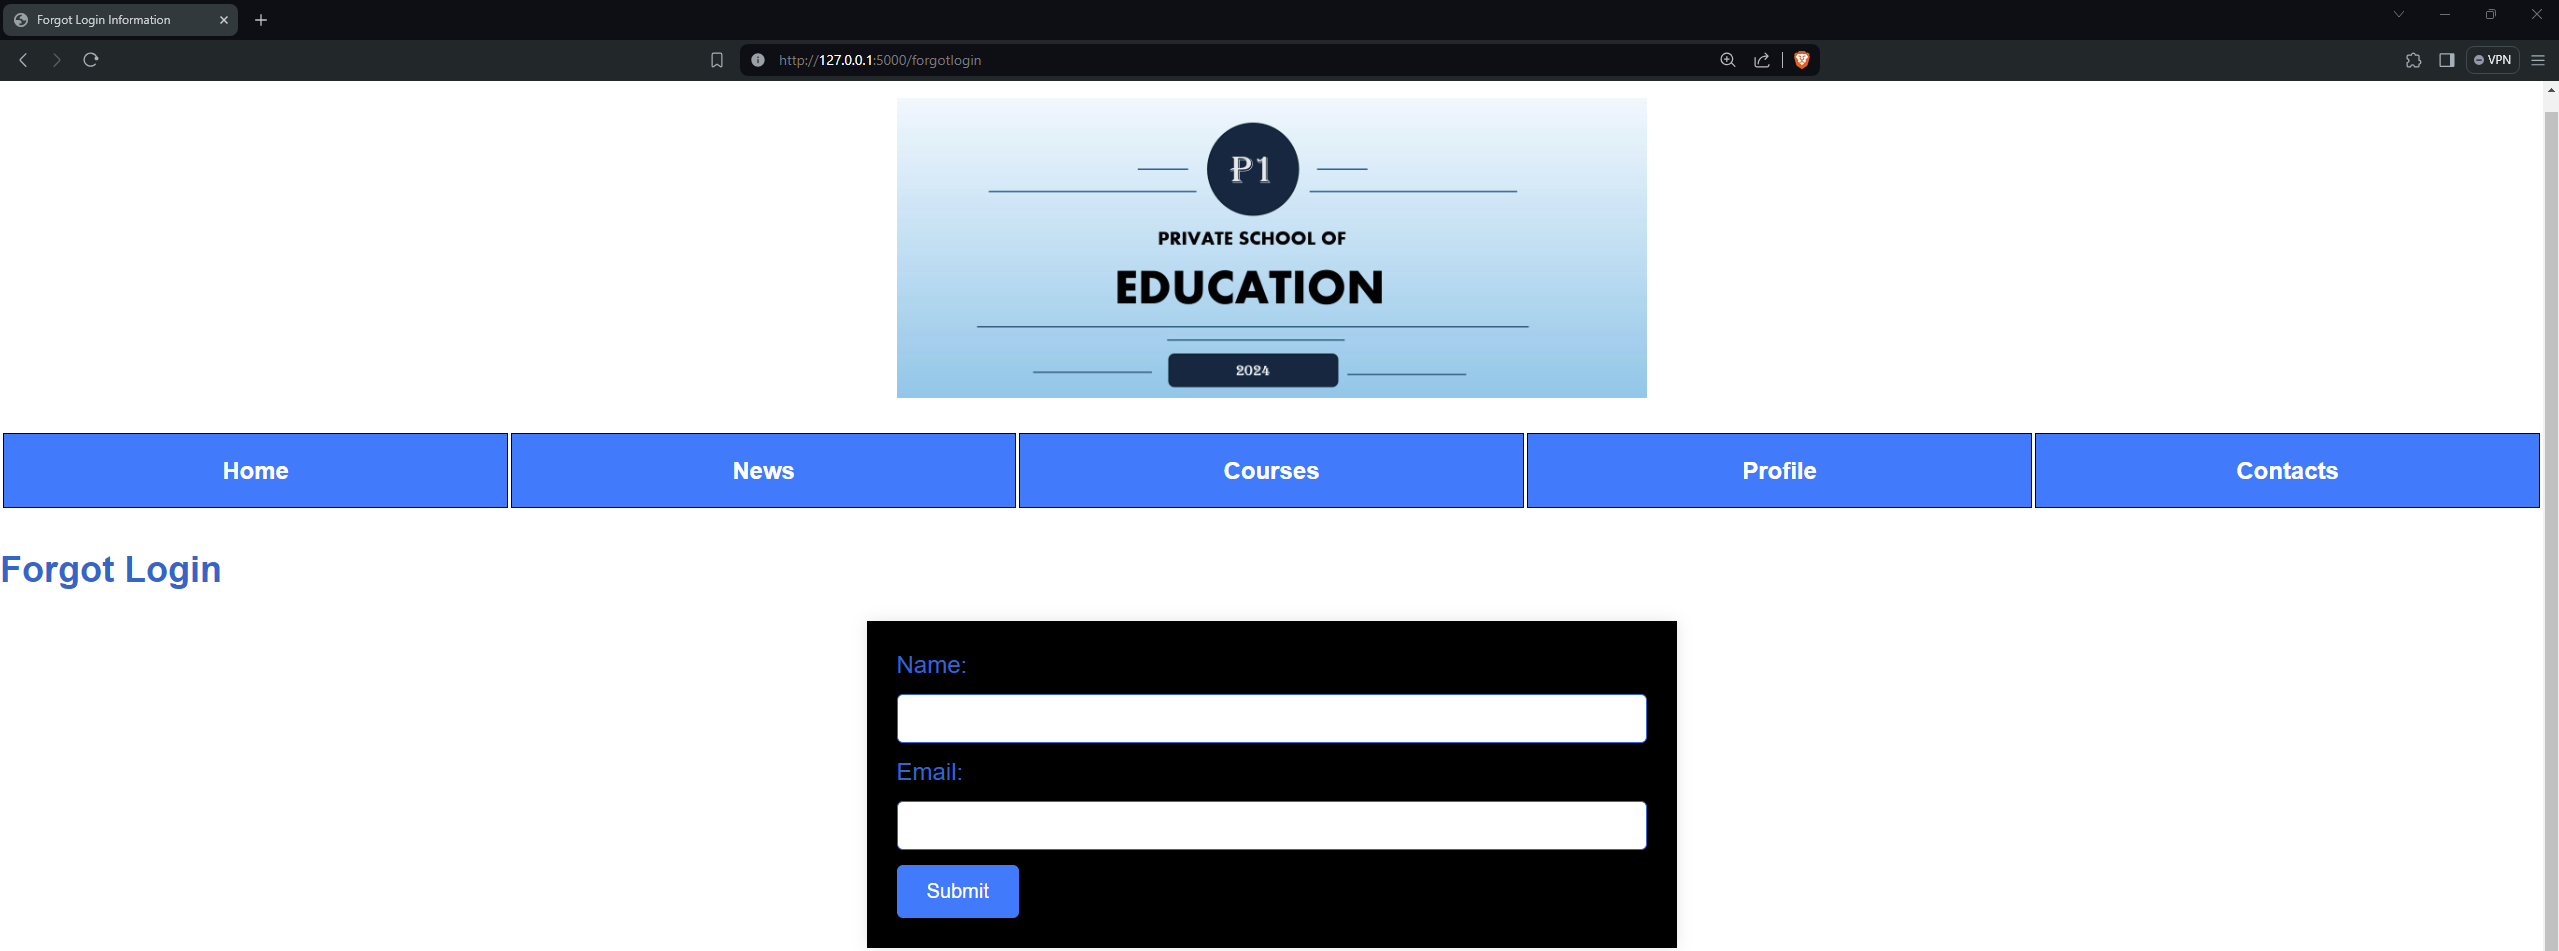 Forgot Login Information
http://127.0.0.1:5000/forgotlogin
VPN
P1
PRIVATE SCHOOL OF
EDUCATION
2024
Home News Courses Profile Contacts
Forgot Login
Name:
Email:
Submit